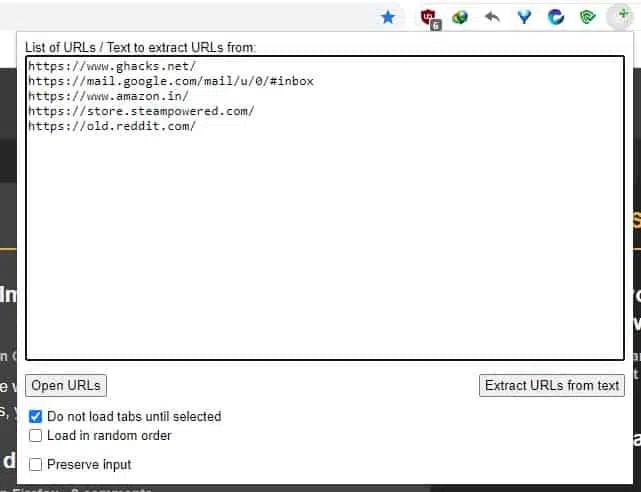 6
List of URLs / Text to extract URLs from:
https://www.ghacks.net/
https://mail.google.com/mail/u/0/#inbox
https://www.amazon.in/
https://store.steampowered.com/
https://old.reddit.com/
Open URLs
Extract URLs from text
Do not load tabs until selected
Load in random order
Preserve input